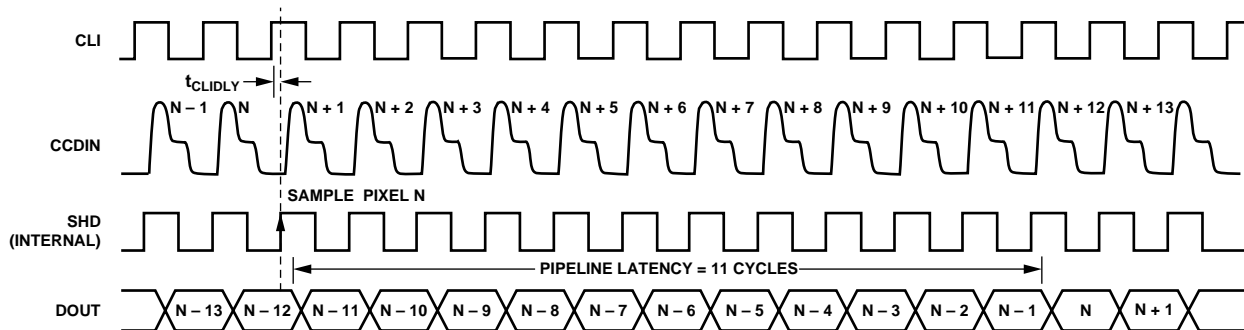 CLI
tCLIDLY
N – 1 N N + 1 N + 2 N + 3 N + 4 N + 5 N + 6 N + 7 N + 8 N + 9 N + 10 N + 11 N + 12 N + 13
CCDIN
SAMPLE PIXEL N
SHD
(INTERNAL)
PIPELINE LATENCY = 11 CYCLES
DOUT N – 13 N – 12 N – 11 N – 10 N – 9 N – 8 N – 7 N – 6 N – 5 N – 4 N – 3 N – 2 N – 1 N N + 1